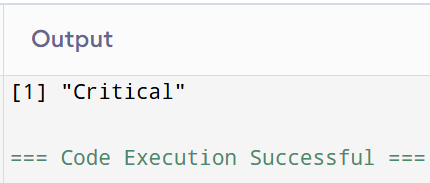 Output
[1] "Critical"
=== Code Execution Successful ===